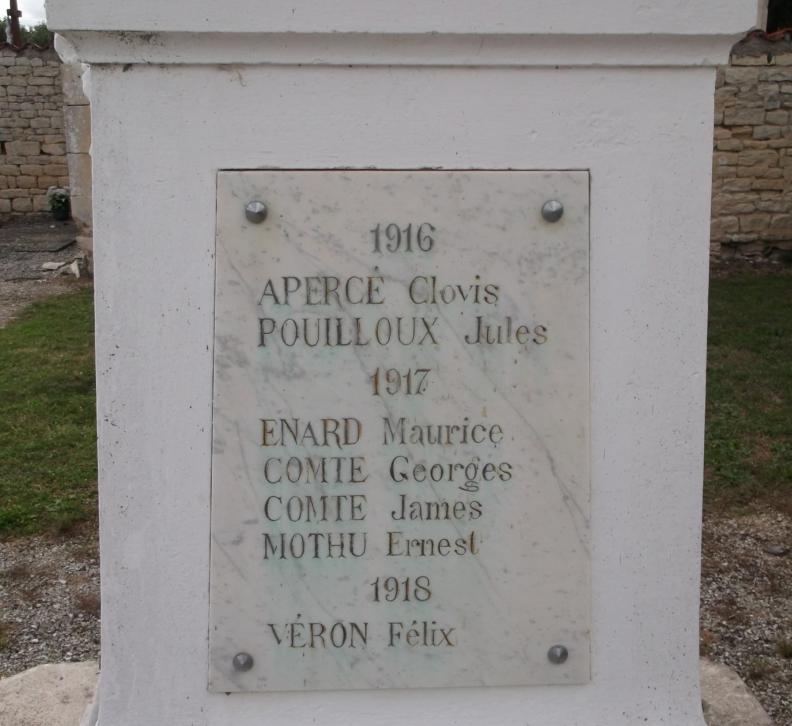 1916
APERCÉ Clovis
POUILLOUX Jules
1917
ENARD Maurice
COMTE Georges
COMTE James
MOTHU Ernest
1918
VÉRON Félix